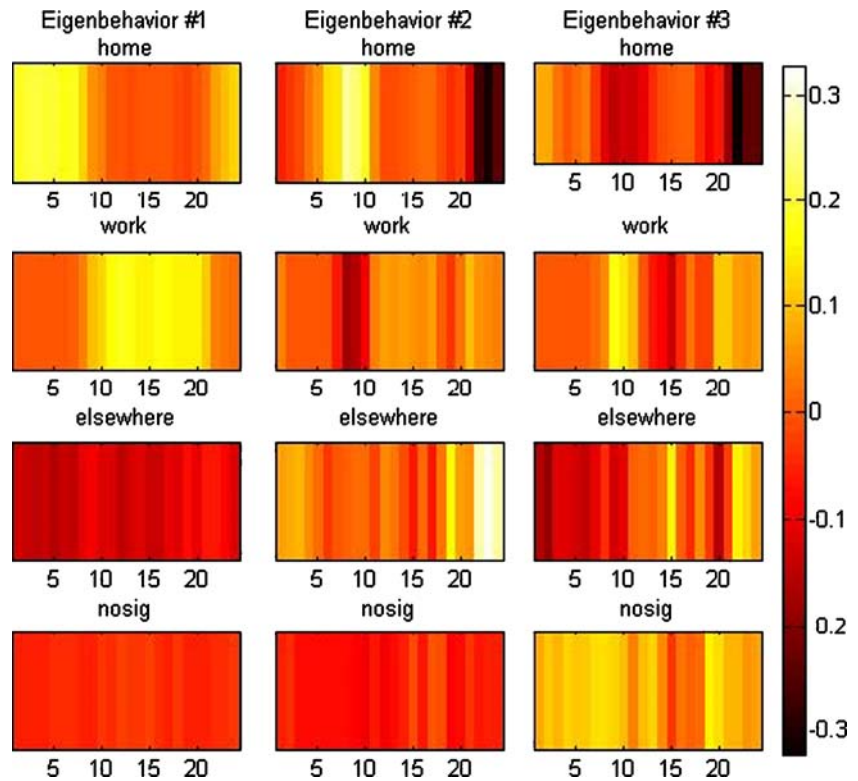 Eigenbehavior #1 Eigenbehavior #2 Eigenbehavior #3
home home home
5 10 15 20 5 10 15 20 5 10 15 20
work work work
5 10 15 20 5 10 15 20 5 10 15 20
elsewhere elsewhere elsewhere
5 10 15 20 5 10 15 20 5 10 15 20
nosig nosig nosig
5 10 15 20 5 10 15 20 5 10 15 20
0.3
0.2
0.1
0
-0.1
0.2
-0.3